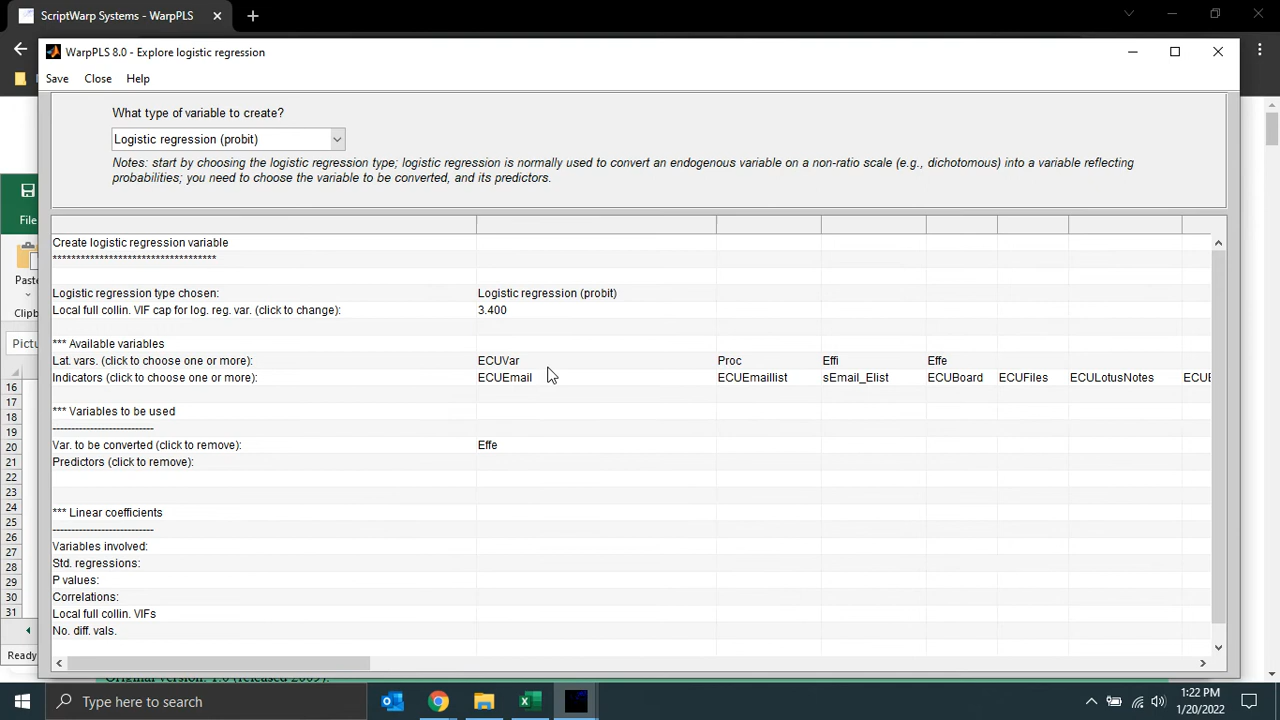 ScriptWarp Systems - WarpPLS
WarpPLS 8.0 - Explore logistic regression
Save Close Help
What type of variable to create?
Logistic regression (probit)
Notes: start by choosing the logistic regression type; logistic regression is normally used to convert an endogenous variable on a non-ratio scale (e.g., dichotomous) into a variable reflecting
probabilities; you need to choose the variable to be converted, and its predictors.
File
Paste
Clipb
Pictu
Create logistic regression variable
***********************************
Logistic regression type chosen: Logistic regression (probit)
Local full collin. VIF cap for log. reg. var. (click to change): 3.400
*** Available variables
Lat. vars. (click to choose one or more): ECUVar Proc Effi Effe
Indicators (click to choose one or more): ECUEmail ECUEmaillist sEmail_Elist ECUBoard ECUFiles ECULotusNotes
*** Variables to be used
---------------------------
Var. to be converted (click to remove): Effe
Predictors (click to remove):
*** Linear coefficients
---------------------------
Variables involved:
Std. regressions:
P values:
Correlations:
Local full collin. VIFs
No. diff. vals.
16
17
18
19
20
21
22
23
24
25
26
27
28
29
30
31
Ready
Original version: 1.0 (released 2009).
Type here to search
1:22 PM
1/20/2022